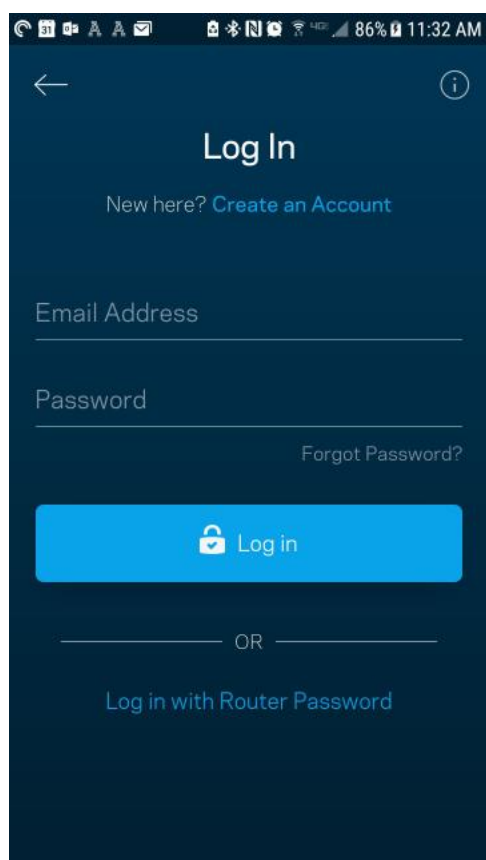 31 86% 11:32 AM
Log In
New here? Create an Account
Email Address
Password
Forgot Password?
Log in
OR
Log in with Router Password